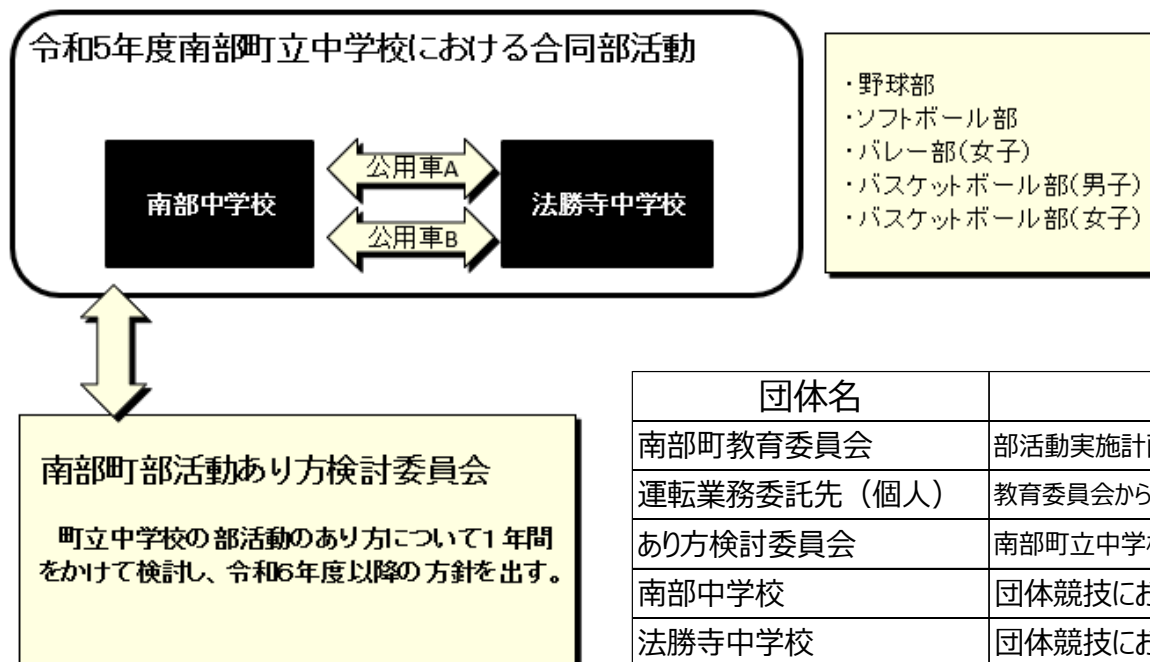 令和5年度南部町立中学校における合同部活動
南部中学校
公用車A
公用車B
法勝寺中学校
・野球部
・ソフトボール部
・バレー部(女子)
・バスケットボール部(男子)
・バスケットボール部(女子)
南部町部活動あり方検討委員会
町立中学校の部活動のあり方について1年間
をかけて検討し、令和6年度以降の方針を出す。
団体名
南部町教育委員会 部活動実施計
運転業務委託先（個人） 教育委員会から
あり方検討委員会 南部町立中学
南部中学校 団体競技にお
法勝寺中学校 団体競技にお